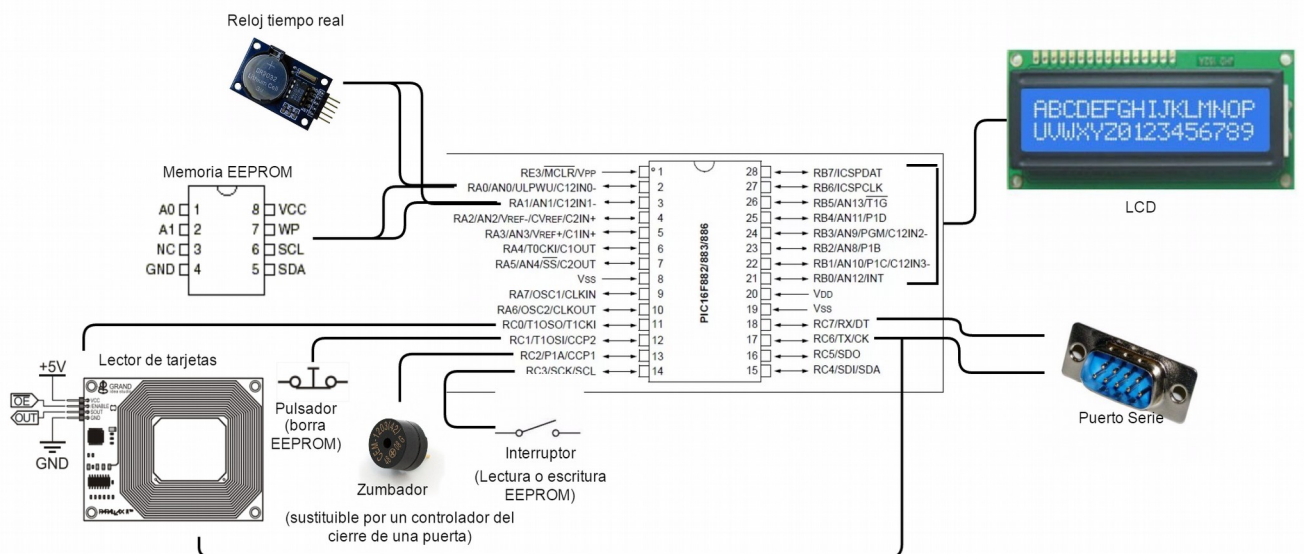 Reloj tiempo real
ABCDEFGHIJKLMNOP
UVWXYZ0123456789
LCD
Memoria EEPROM
A0 1 8 VCC
A1 2 7 WP
NC 3 6 SCL
GND 4 5 SDA
RE3/MCLR/VPP 1 28 RB7/ICSPDAT
RA0/AN0/ULPWU/C12IN0- 2 27 RB6/ICSPCLK
RA1/AN1/C12IN1- 3 26 RB5/AN13/T1G
RA2/AN2/VREF-/CVREF/C2IN+ 4 25 RB4/AN11/P1D
RA3/AN3/VREF+/C1IN+ 5 24 RB3/AN9/PGM/C12IN2-
RA4/T0CKI/C1OUT 6 23 RB2/AN8/P1B
RA5/AN4/SS/C2OUT 7 22 RB1/AN10/P1C/C12IN3-
VSS 8 21 RB0/AN12/INT
RA7/OSC1/CLKIN 9 20 VDD
RA6/OSC2/CLKOUT 10 19 VSS
RC0/T1OSO/T1CKI 11 18 RC7/RX/DT
RC1/T1OSI/CCP2 12 17 RC6/TX/CK
RC2/P1A/CCP1 13 16 RC5/SDO
RC3/SCK/SCL 14 15 RC4/SDI/SDA
PIC16F882/883/886
Lector de tarjetas
+5V
OE
OUT
GND
GRAND
VCC
ENABLE
SOUT
GND
Pulsador
(borra
EEPROM)
Zumbador
(sustituible por un controlador del
cierre de una puerta)
Interruptor
(Lectura o escritura
EEPROM)
Puerto Serie